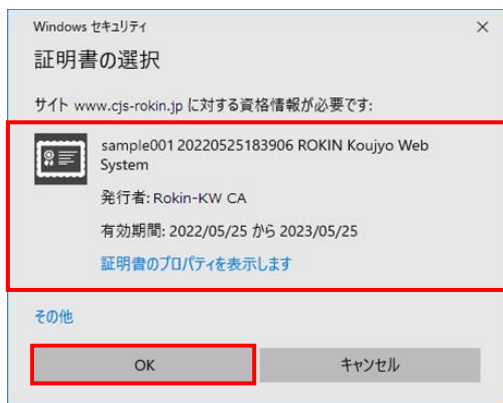 Windows セキュリティ
証明書の選択
サイト www.cjs-rokin.jp に対する資格情報が必要です:
sample001 20220525183906 ROKIN Koujyo Web
System
発行者: Rokin-KW CA
有効期間: 2022/05/25 から 2023/05/25
証明書のプロパティを表示します
その他
OK
キャンセル